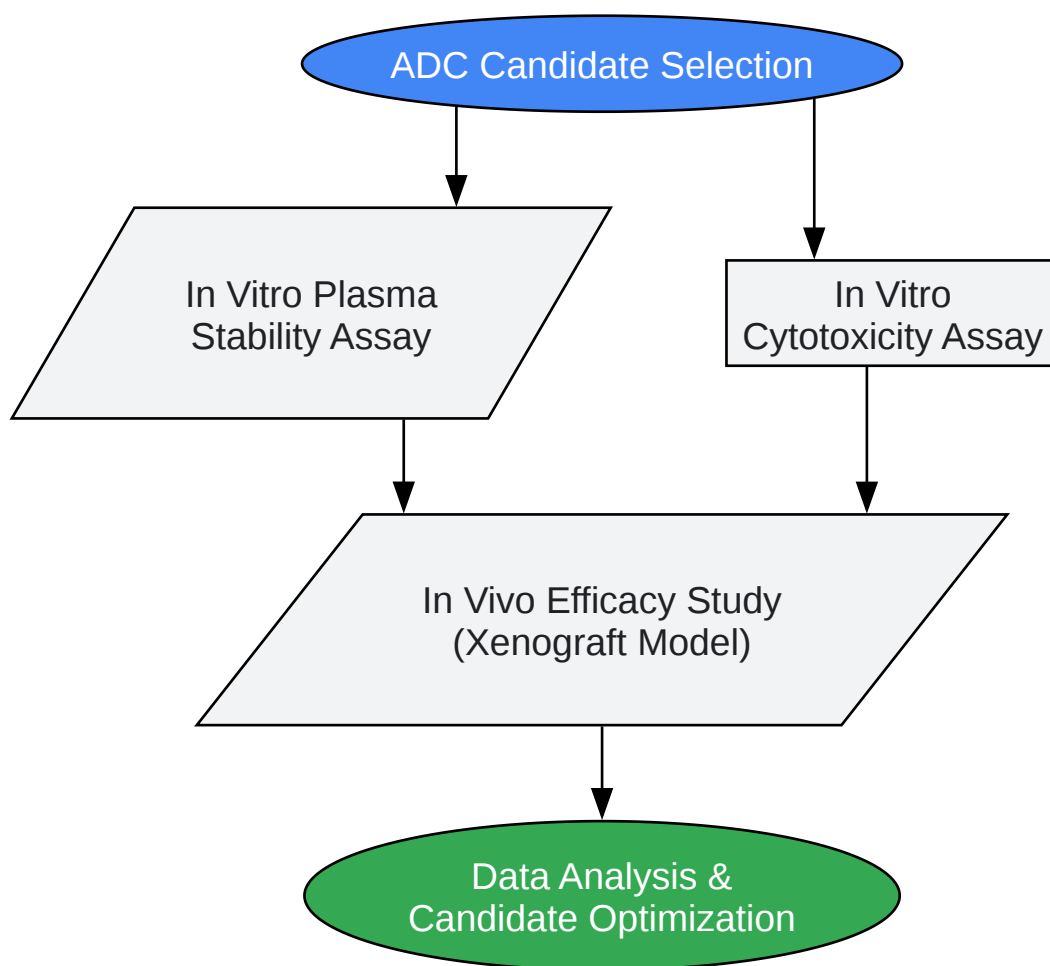 ADC Candidate Selection
In Vitro Plasma
Stability Assay
In Vitro
Cytotoxicity Assay
In Vivo Efficacy Study
(Xenograft Model)
Data Analysis &
Candidate Optimization